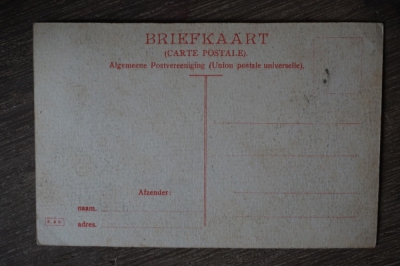 BRIEFKAART
(CARTE POSTALE).
Algemeene Postvereeniging (Union postale universelle).
Afzender:
naam.
adres.